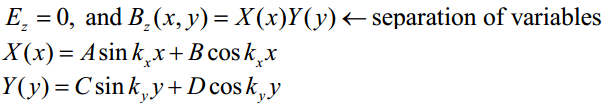 E_z = 0, and B_z(x, y) = X(x)Y(y) ← separation of variables
X(x) = A sin k_x x + B cos k_x x
Y(y) = C sin k_y y + D cos k_y y